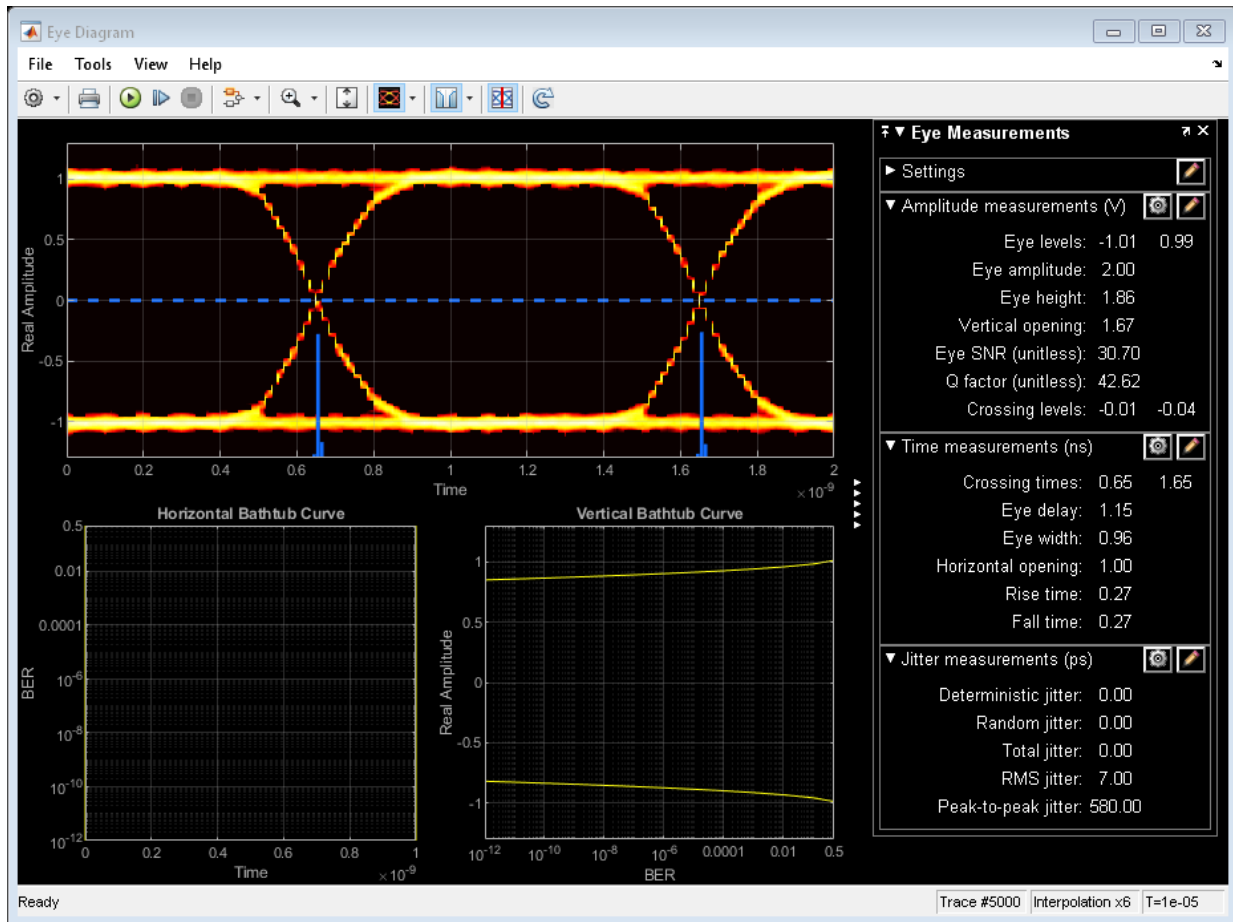 Eye Diagram
File Tools View Help
Eye Measurements
Settings
Amplitude measurements (V)
Eye levels: -1.01 0.99
Eye amplitude: 2.00
Eye height: 1.86
Vertical opening: 1.67
Eye SNR (unitless): 30.70
Q factor (unitless): 42.62
Crossing levels: -0.01 -0.04
Time measurements (ns)
Crossing times: 0.65 1.65
Eye delay: 1.15
Eye width: 0.96
Horizontal opening: 1.00
Rise time: 0.27
Fall time: 0.27
Jitter measurements (ps)
Deterministic jitter: 0.00
Random jitter: 0.00
Total jitter: 0.00
RMS jitter: 7.00
Peak-to-peak jitter: 580.00
Real Amplitude
1
0.5
0
-0.5
-1
0 0.2 0.4 0.6 0.8 1 1.2 1.4 1.6 1.8 2
Time
×10⁻⁹
Horizontal Bathtub Curve
BER
0.5
0.01
0.0001
10⁻⁶
10⁻⁸
10⁻¹⁰
10⁻¹²
0 0.2 0.4 0.6 0.8 1
Time
×10⁻⁹
Vertical Bathtub Curve
Real Amplitude
1
0.5
0
-0.5
-1
10⁻¹² 10⁻¹⁰ 10⁻⁸ 10⁻⁶ 0.0001 0.01 0.5
BER
Ready
Trace #5000 Interpolation x6 T=1e-05